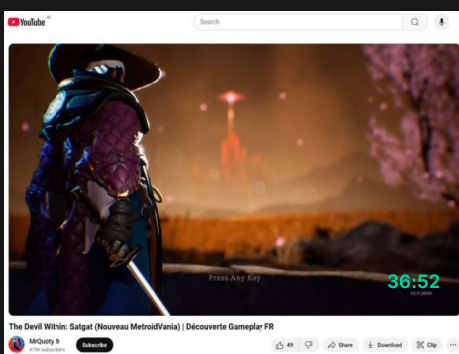 YouTube
Search
Press Any Key
36:52
The Devil Within: Satgat (Nouveau MetroidVania) | Découverte Gameplay FR
MrQuoty
Subscribe
49
Share
Download
Clip